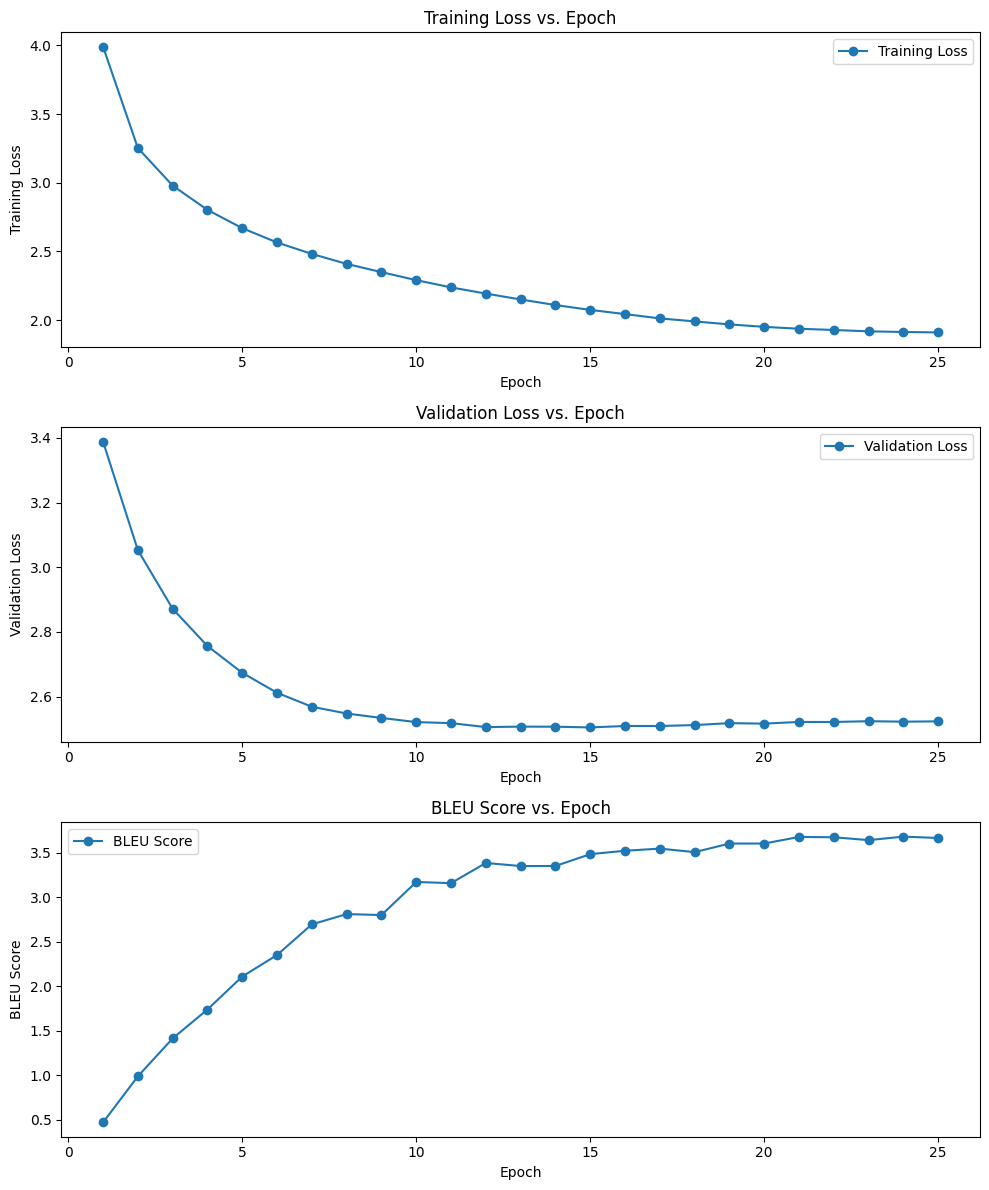 Training Loss vs. Epoch
Training Loss
4.0
3.5
3.0
2.5
2.0
Training Loss
0 5 10 15 20 25
Epoch
Validation Loss vs. Epoch
Validation Loss
3.4
3.2
3.0
2.8
2.6
Validation Loss
0 5 10 15 20 25
Epoch
BLEU Score vs. Epoch
BLEU Score
3.5
3.0
2.5
2.0
1.5
1.0
0.5
BLEU Score
0 5 10 15 20 25
Epoch